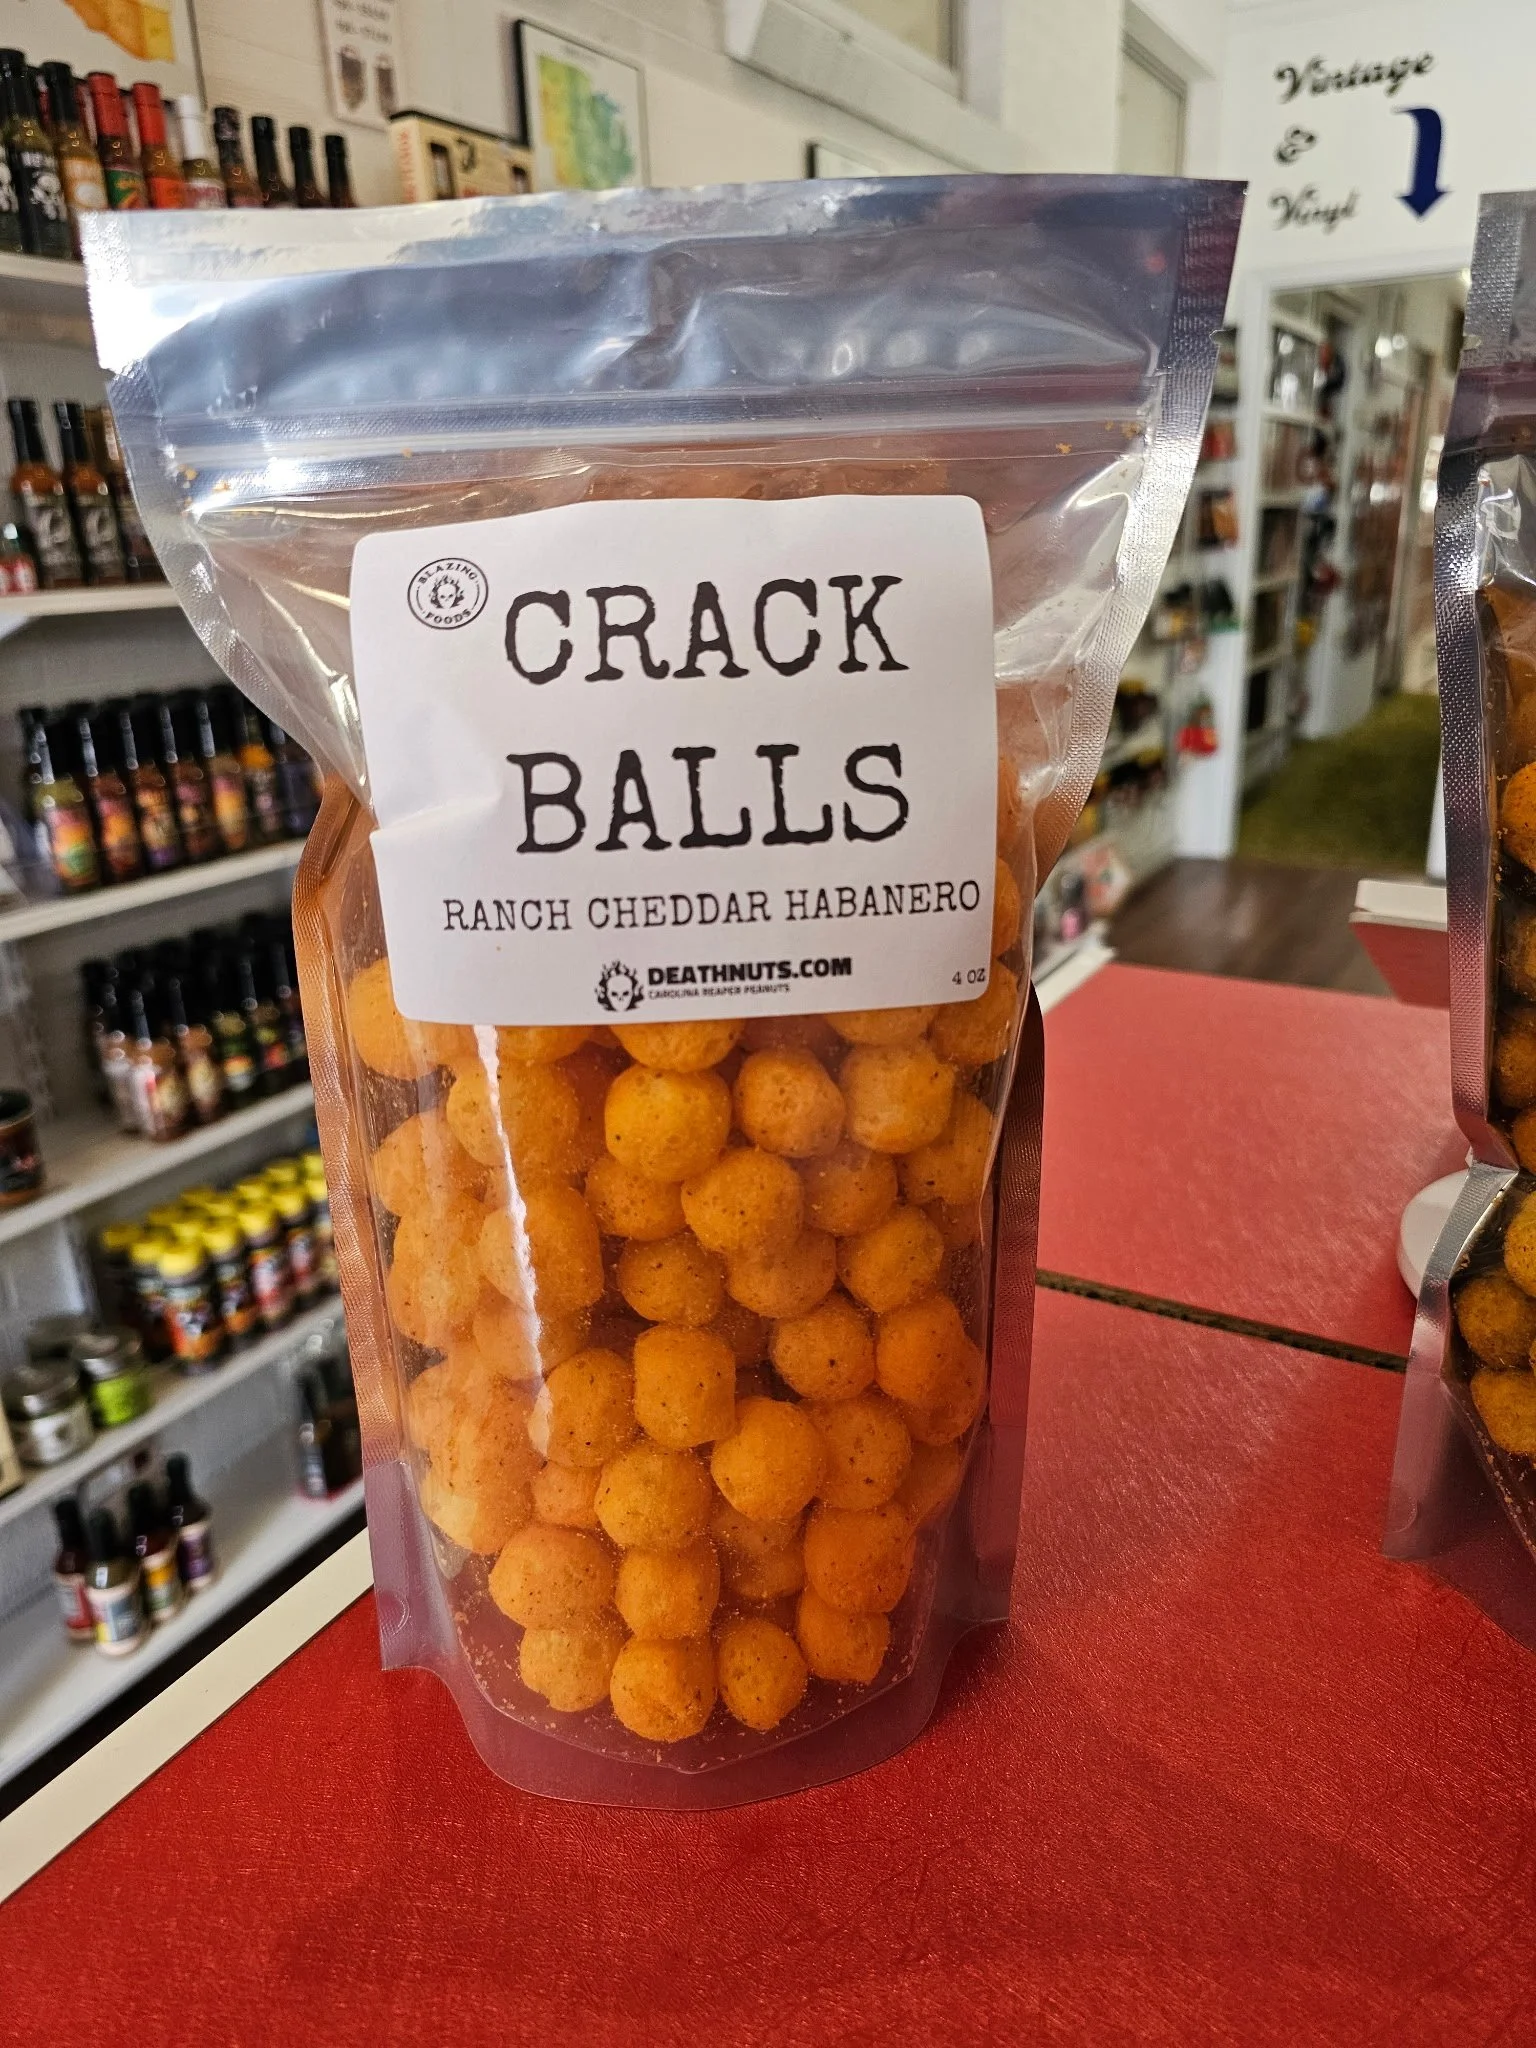 Vintage
&
Vinyl
BLAZING
FOODS
CRACK
BALLS
RANCH CHEDDAR HABANERO
DEATHNUTS.COM
CAROLINA REAPER PEANUTS
4 OZ